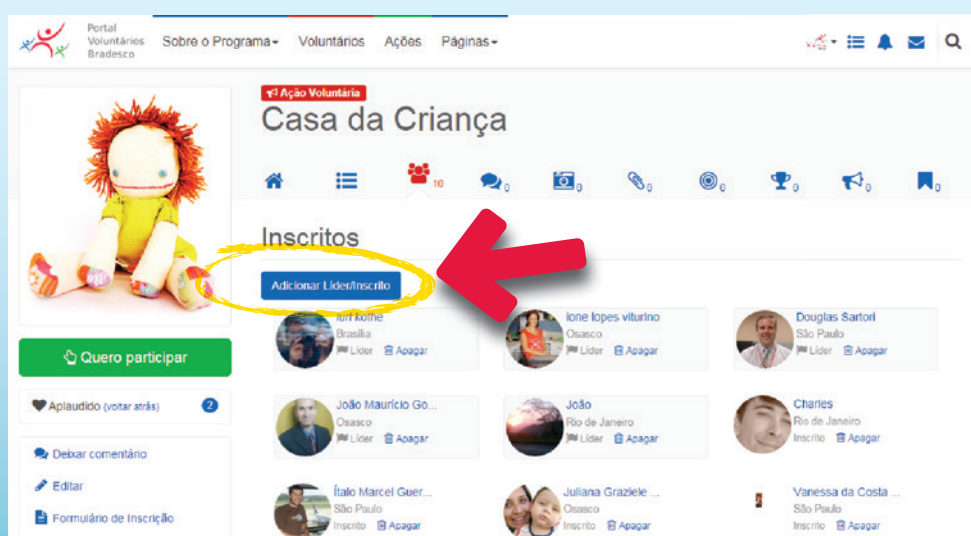 Portal
Voluntários
Bradesco
Sobre o Programa Voluntários Ações Páginas
Ação Voluntária
Casa da Criança
10 0 0 0 0 0 0 0
Inscritos
Adicionar Líder/Inscrito
Quero participar
Aplaudido (voltar atrás) 2
Deixar comentário
Editar
Formulário de Inscrição
Iuri kothe
Brasília
Líder Apagar
Ione lopes viturino
Osasco
Líder Apagar
Douglas Sartori
São Paulo
Líder Apagar
João Maurício Go...
Osasco
Líder Apagar
João
Rio de Janeiro
Líder Apagar
Charles
Rio de Janeiro
Inscrito Apagar
Ítalo Marcel Guer...
São Paulo
Inscrito Apagar
Juliana Graziele ...
Osasco
Inscrito Apagar
Vanessa da Costa ...
São Paulo
Inscrito Apagar